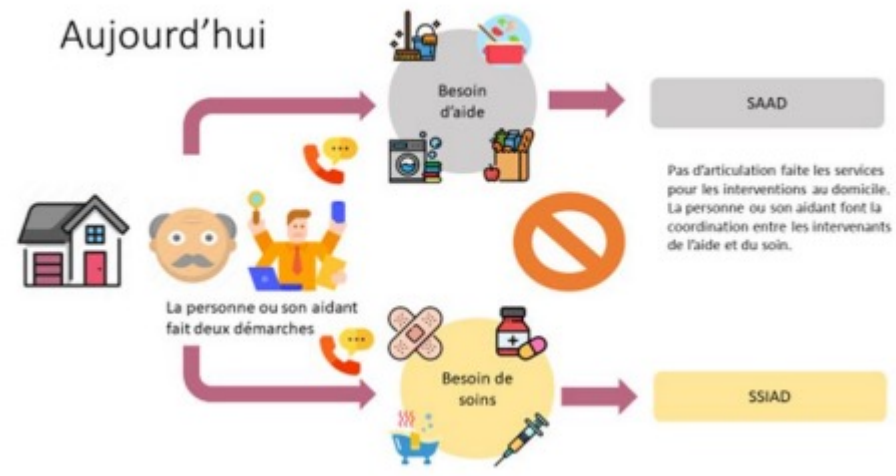 Aujourd'hui
Besoin
d'aide
SAAD
Pas d'articulation faite les services
pour les interventions au domicile.
La personne ou son aidant font la
coordination entre les intervenants
de l'aide et du soin.
La personne ou son aidant
fait deux démarches
Besoin de
soins
SSIAD